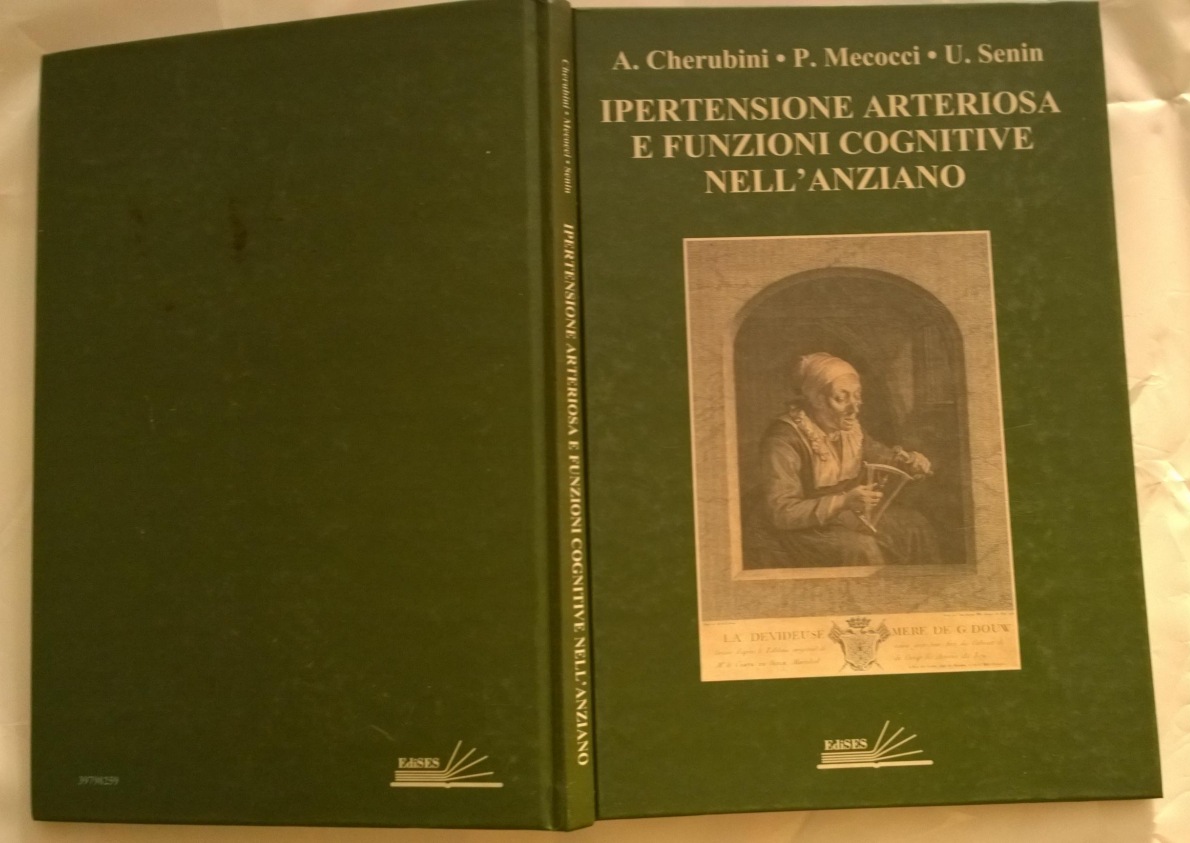 A. Cherubini • P. Mecocci • U. Senin
IPERTENSIONE ARTERIOSA
E FUNZIONI COGNITIVE
NELL'ANZIANO
LA DEVIDEUSE MERE DE G. DOUW
EdiSES
Cherubini • Mecocci • Senin IPERTENSIONE ARTERIOSA E FUNZIONI COGNITIVE NELL'ANZIANO
EdiSES